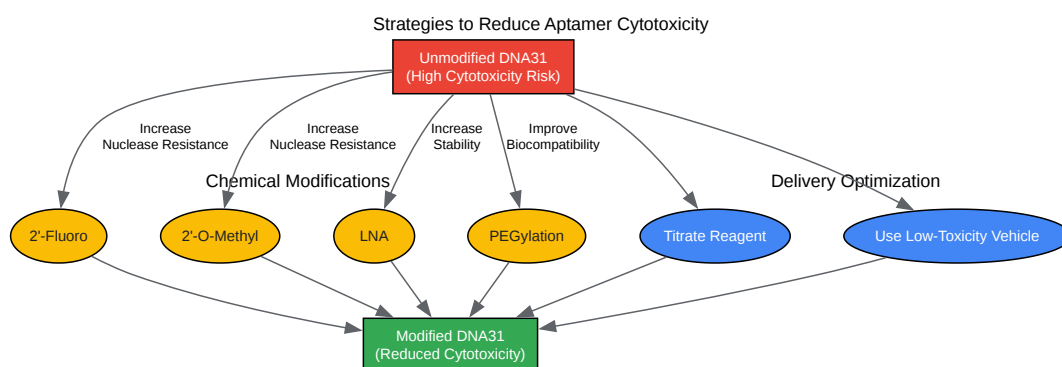 Strategies to Reduce Aptamer Cytotoxicity
Unmodified DNA31
(High Cytotoxicity Risk)
Increase
Nuclease Resistance
Increase
Nuclease Resistance
Increase
Stability
Improve
Biocompatibility
Chemical Modifications
Delivery Optimization
2'-Fluoro
2'-O-Methyl
LNA
PEGylation
Titrate Reagent
Use Low-Toxicity Vehicle
Modified DNA31
(Reduced Cytotoxicity)